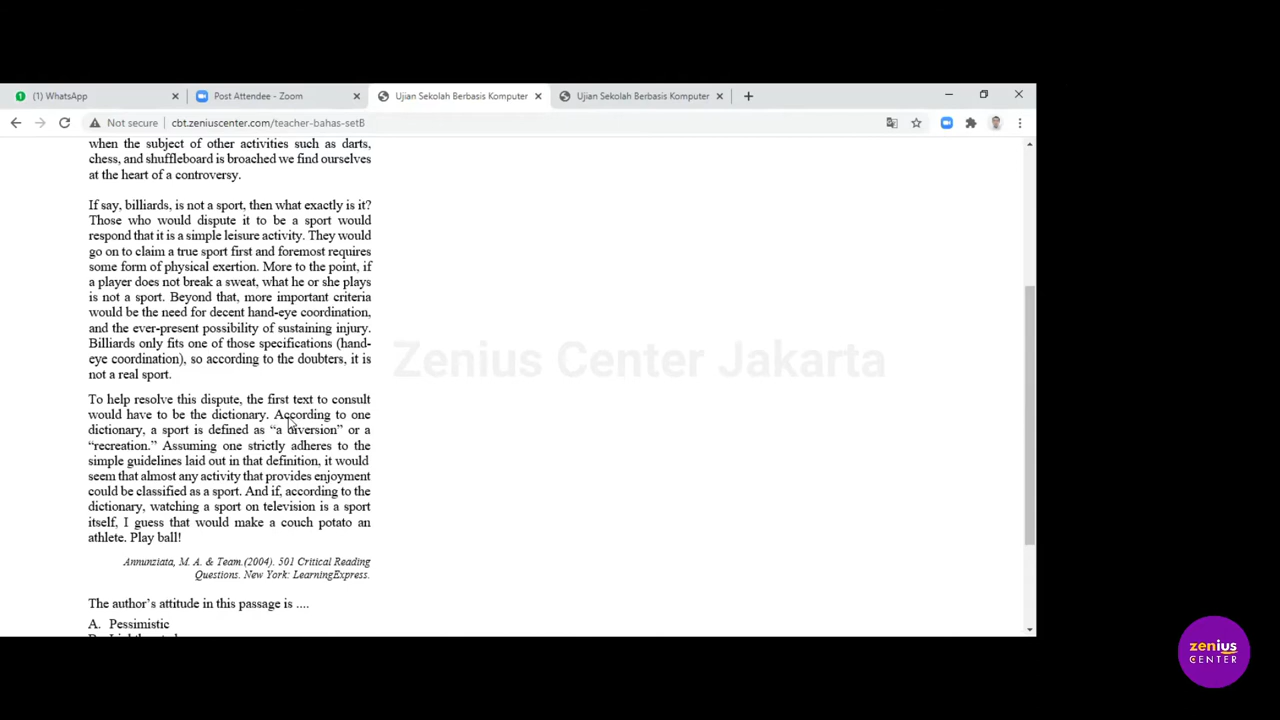 (1) WhatsApp
Post Attendee - Zoom
Ujian Sekolah Berbasis Komputer
Ujian Sekolah Berbasis Komputer
Not secure
cbt.zeniuscenter.com/teacher-bahas-setB
when the subject of other activities such as darts,
chess, and shuffleboard is broached we find ourselves
at the heart of a controversy.
If say, billiards, is not a sport, then what exactly is it?
Those who would dispute it to be a sport would
respond that it is a simple leisure activity. They would
go on to claim a true sport first and foremost requires
some form of physical exertion. More to the point, if
a player does not break a sweat, what he or she plays
is not a sport. Beyond that, more important criteria
would be the need for decent hand-eye coordination,
and the ever-present possibility of sustaining injury.
Billiards only fits one of those specifications (hand-
eye coordination), so according to the doubters, it is
not a real sport.
To help resolve this dispute, the first text to consult
would have to be the dictionary. According to one
dictionary, a sport is defined as “a diversion” or a
“recreation.” Assuming one strictly adheres to the
simple guidelines laid out in that definition, it would
seem that almost any activity that provides enjoyment
could be classified as a sport. And if, according to the
dictionary, watching a sport on television is a sport
itself, I guess that would make a couch potato an
athlete. Play ball!
Annunziata, M. A. & Team.(2004). 501 Critical Reading
Questions. New York: LearningExpress.
The author’s attitude in this passage is ....
A. Pessimistic
Zenius Center Jakarta
zenius
CENTER